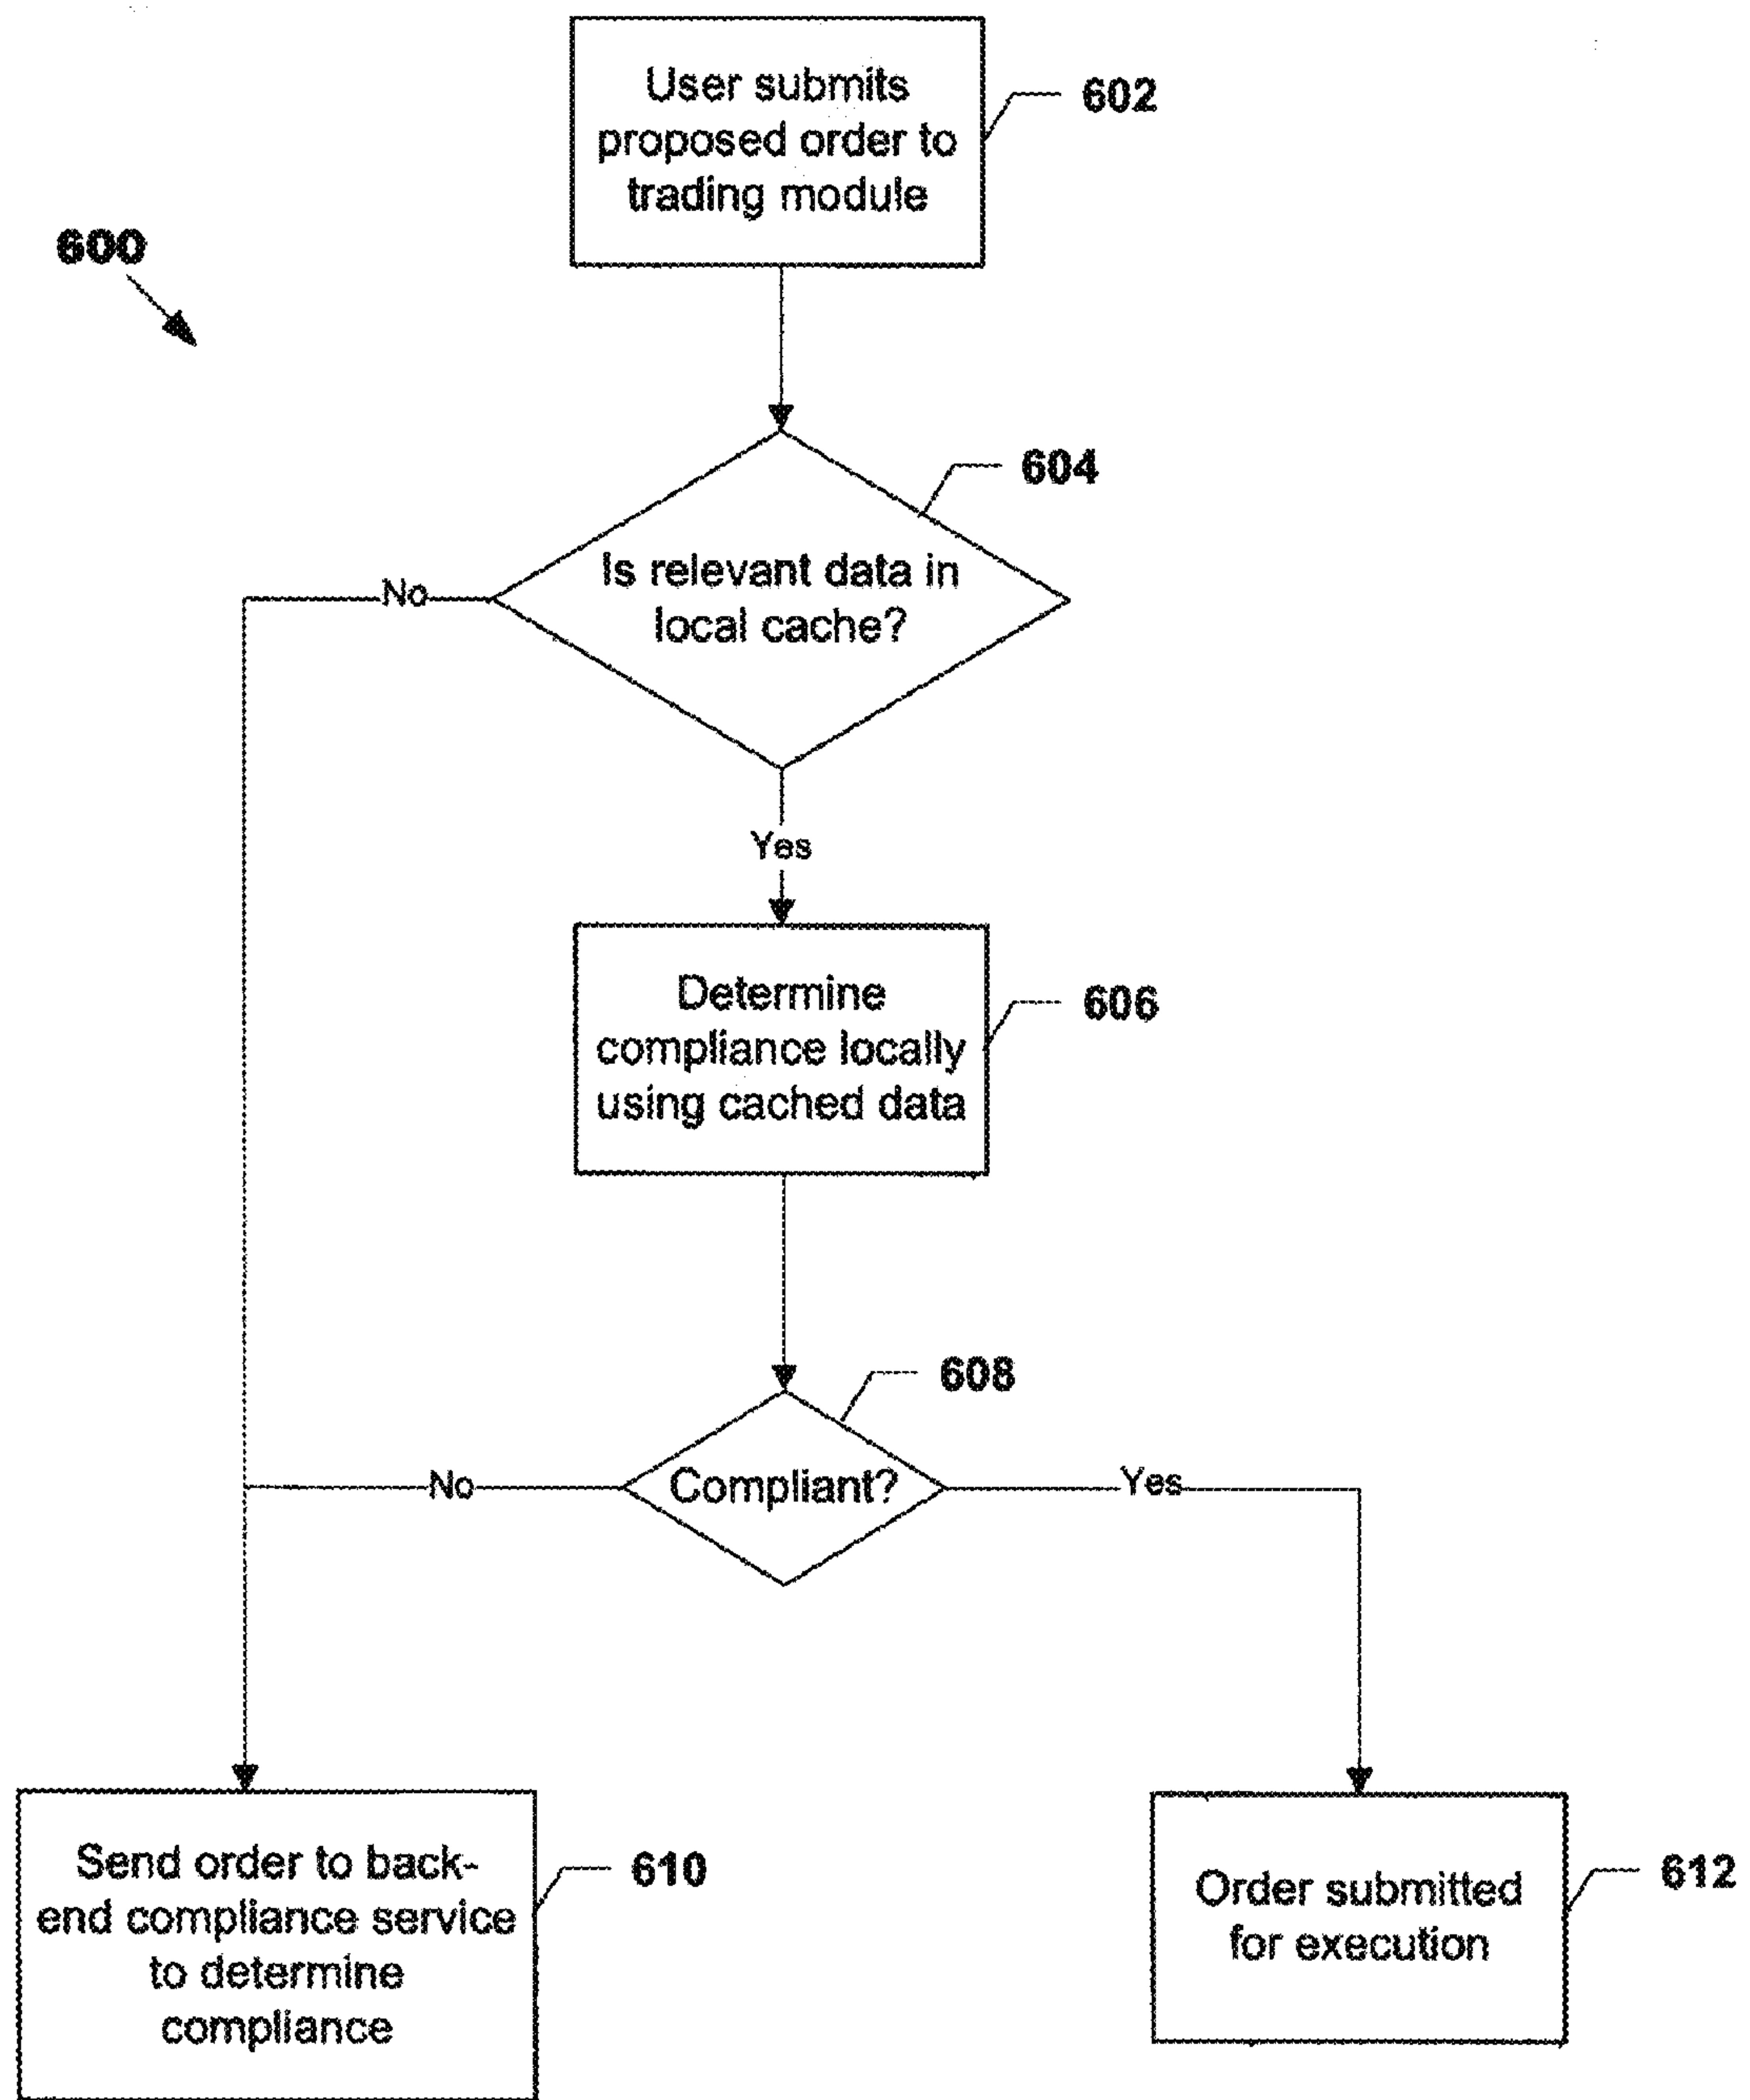 User submits
proposed order to
trading module
602
600
604
Is relevant data in
local cache?
No
Yes
Determine
compliance locally
using cached data
606
608
Compliant?
No
Yes
Send order to back-
end compliance service
to determine
compliance
610
Order submitted
for execution
612